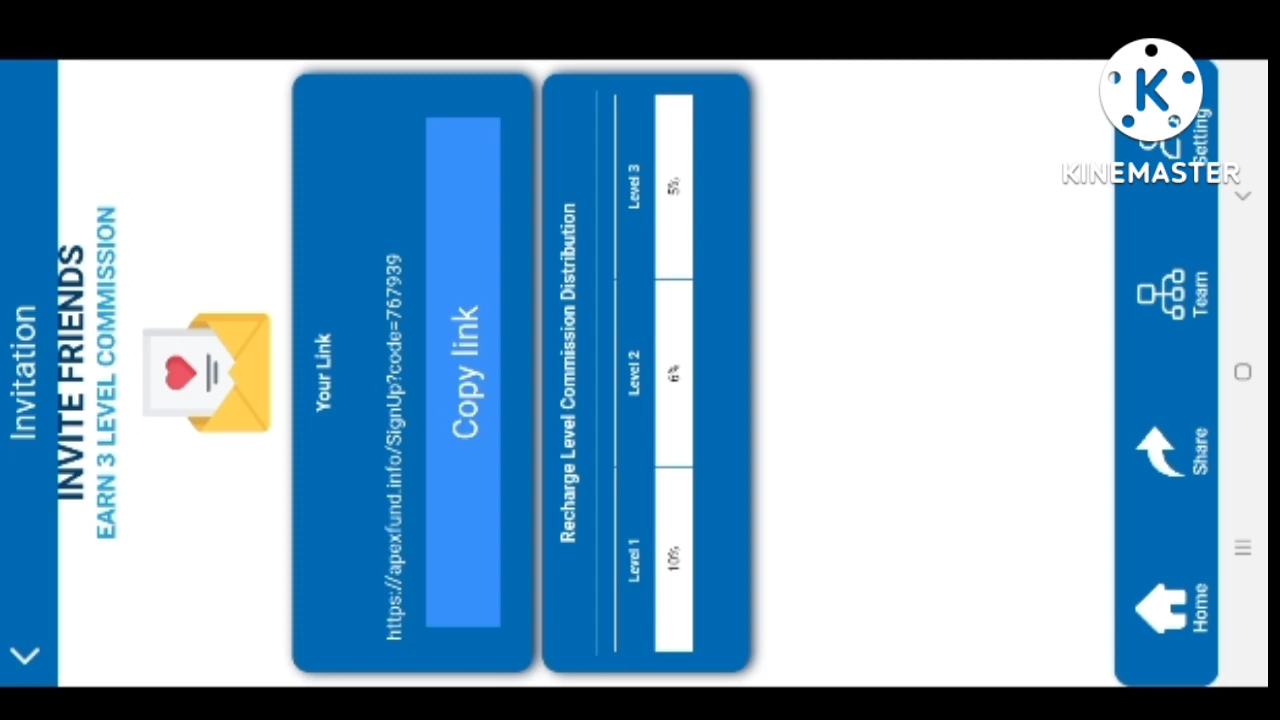 Invitation
INVITE FRIENDS
EARN 3 LEVEL COMMISSION
Your Link
https://apexfund.info/SignUp?code=767939
Copy link
Recharge Level Commission Distribution
Level 1 Level 2 Level 3
10% 6% 5%
Home Share Team Setting
K
KINEMASTER